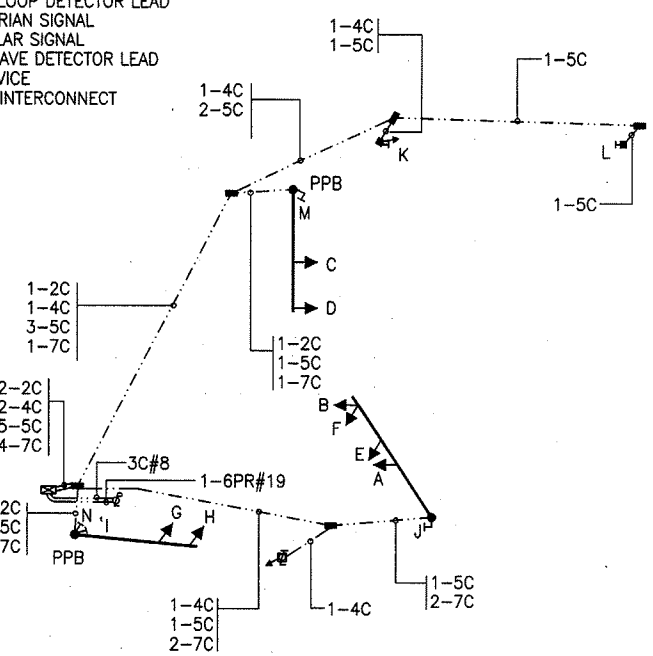 LOOP DETECTOR LEAD
RIAN SIGNAL
LAR SIGNAL
AVE DETECTOR LEAD
VICE
INTERCONNECT
1-4C
1-5C
1-5C
1-4C
2-5C
K
L
PPB
M
1-5C
C
D
1-2C
1-4C
3-5C
1-7C
1-2C
1-5C
1-7C
B
F
E
A
2-2C
2-4C
5-5C
4-7C
3C#8
1-6PR#19
2C
5C
7C
N
I
G
H
J
PPB
1-5C
2-7C
1-4C
1-4C
1-5C
2-7C